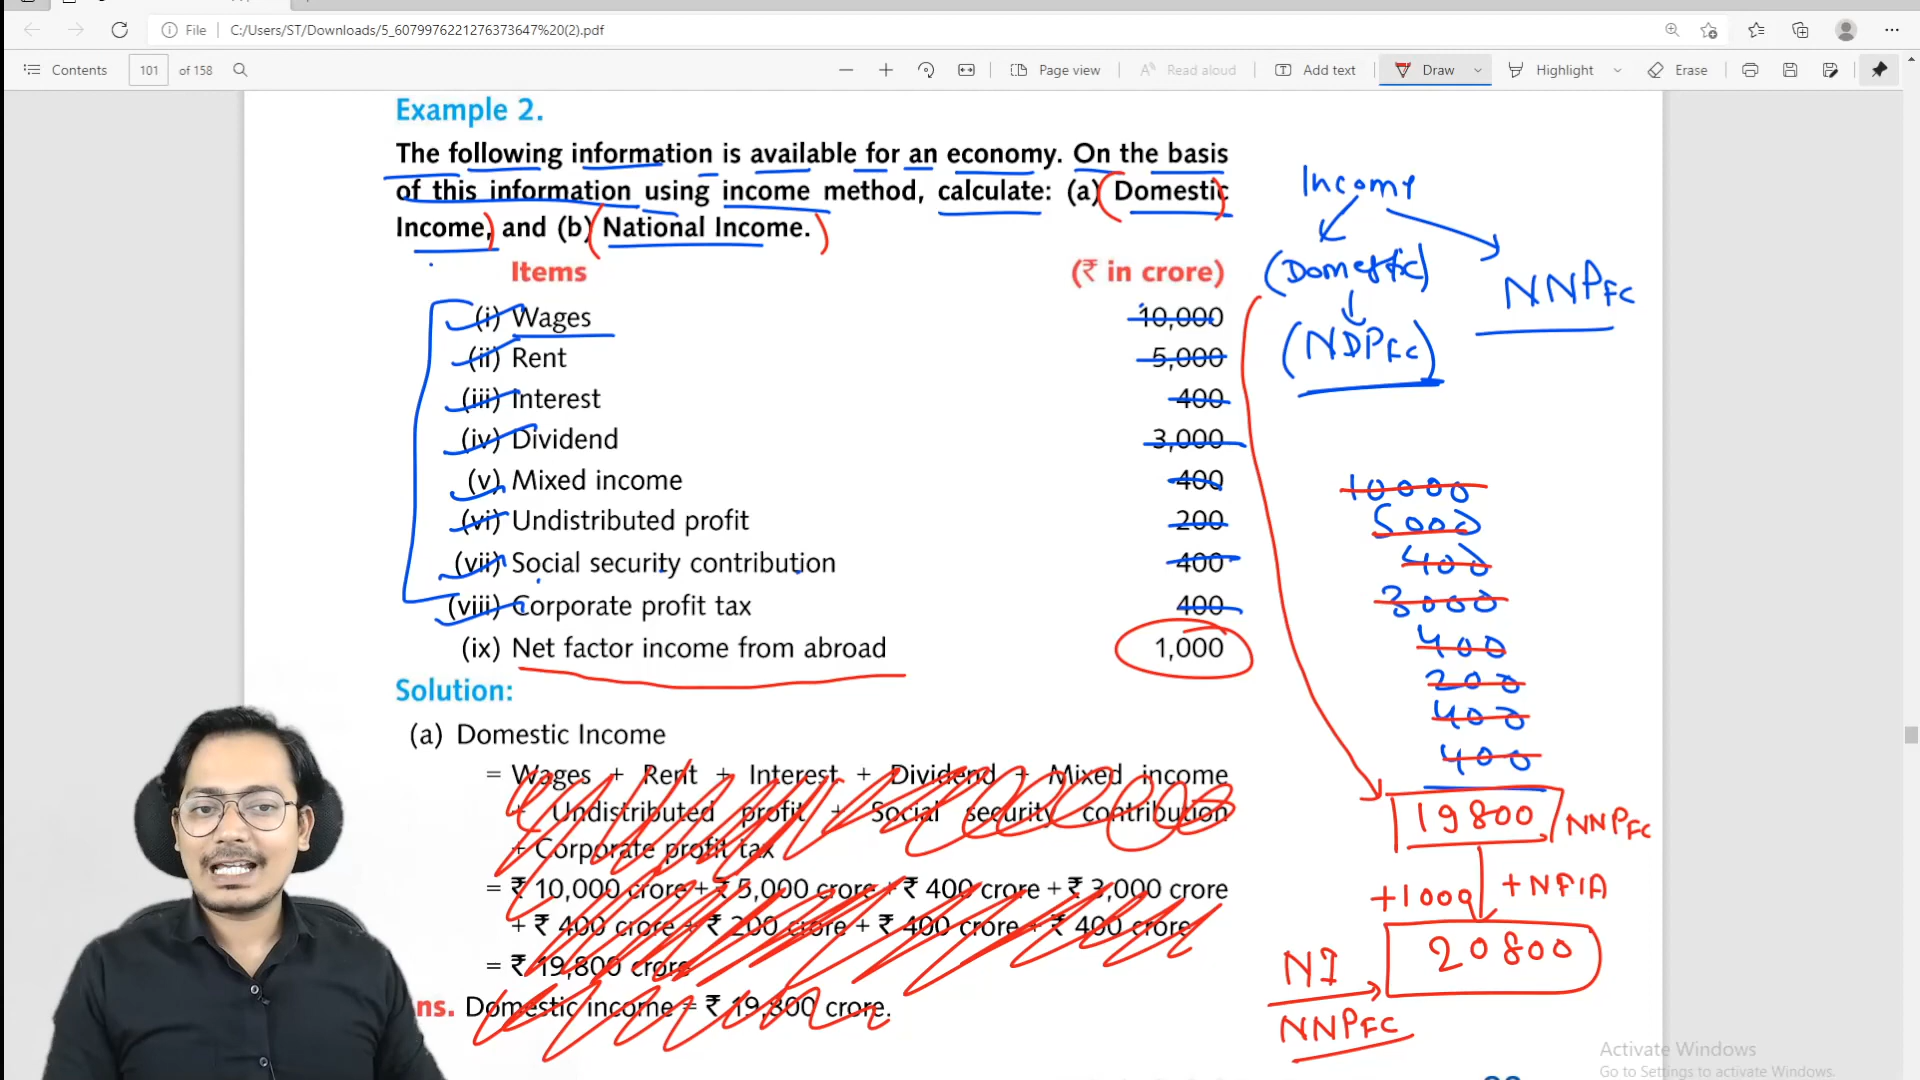 File C:/Users/ST/Downloads/5_6079976221276373647%20(2).pdf
Contents 101 of 158 Page view Read aloud Add text Draw Highlight Erase
Example 2.
The following information is available for an economy. On the basis
of this information using income method, calculate: (a) Domestic
Income, and (b) National Income.
Items (₹ in crore)
(i) Wages 10,000
(ii) Rent 5,000
(iii) Interest 400
(iv) Dividend 3,000
(v) Mixed income 400
(vi) Undistributed profit 200
(vii) Social security contribution 400
(viii) Corporate profit tax 400
(ix) Net factor income from abroad 1,000
Solution:
(a) Domestic Income
= Wages + Rent + Interest + Dividend + Mixed income
+ Undistributed profit + Social security contribution
+ Corporate profit tax
= ₹ 10,000 crore + ₹ 5,000 crore + ₹ 400 crore + ₹ 3,000 crore
+ ₹ 400 crore + ₹ 200 crore + ₹ 400 crore + ₹ 400 crore
= ₹ 19,800 crore
ns. Domestic income = ₹ 19,800 crore.
Income
(Domestic)
NNPFC
(NDPFC)
10000
5000
400
3000
400
200
400
400
19800 NNPFC
+1000 +NFIA
NI 20800
NNPFC
Activate Windows
Go to Settings to activate Windows.